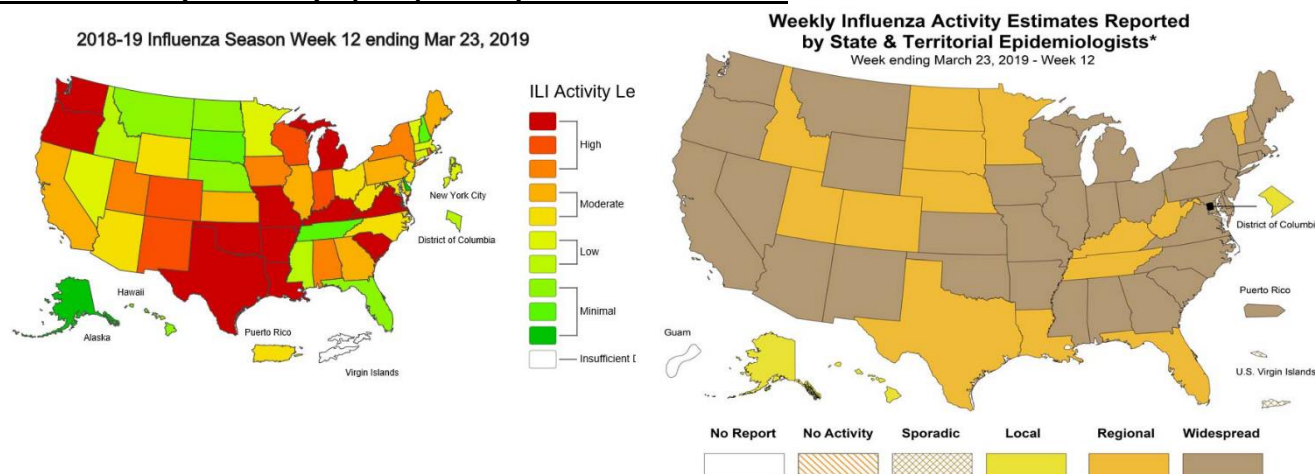 2018-19 Influenza Season Week 12 ending Mar 23, 2019
ILI Activity Le
High
Moderate
Low
Minimal
Insufficient D
New York City
District of Columbia
Hawaii
Alaska
Puerto Rico
Virgin Islands
Weekly Influenza Activity Estimates Reported
by State & Territorial Epidemiologists*
Week ending March 23, 2019 - Week 12
District of Columbi
Puerto Rico
Guam
U.S. Virgin Islands
No Report
No Activity
Sporadic
Local
Regional
Widespread